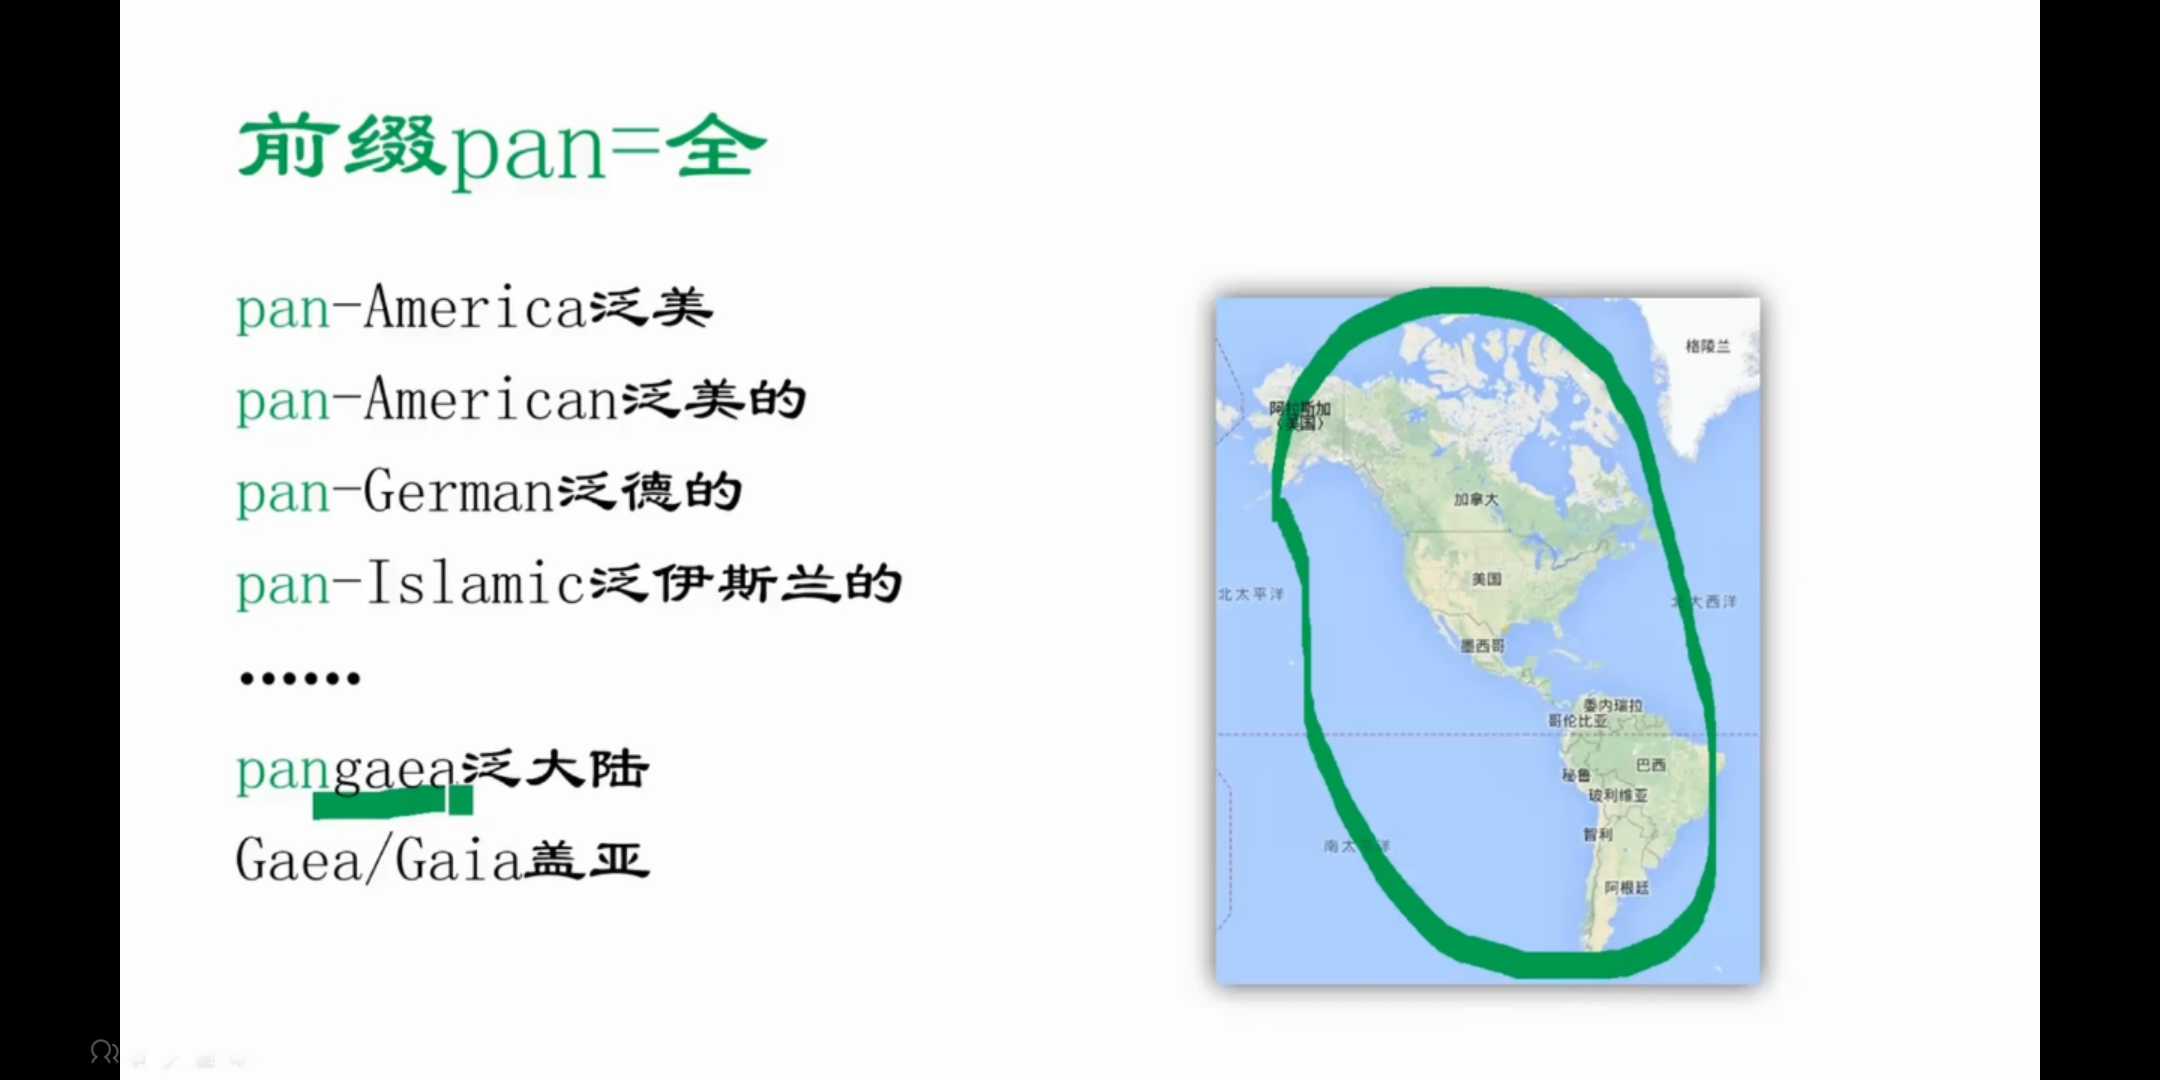 前缀pan=全
pan-America泛美
pan-American泛美的
pan-German泛德的
pan-Islamic泛伊斯兰的
······
pangaea泛大陆
Gaea/Gaia盖亚
格陵兰
阿拉斯加
(美国)
加拿大
美国
北太平洋
北大西洋
墨西哥
委内瑞拉
哥伦比亚
巴西
秘鲁
玻利维亚
智利
南太平洋
阿根廷